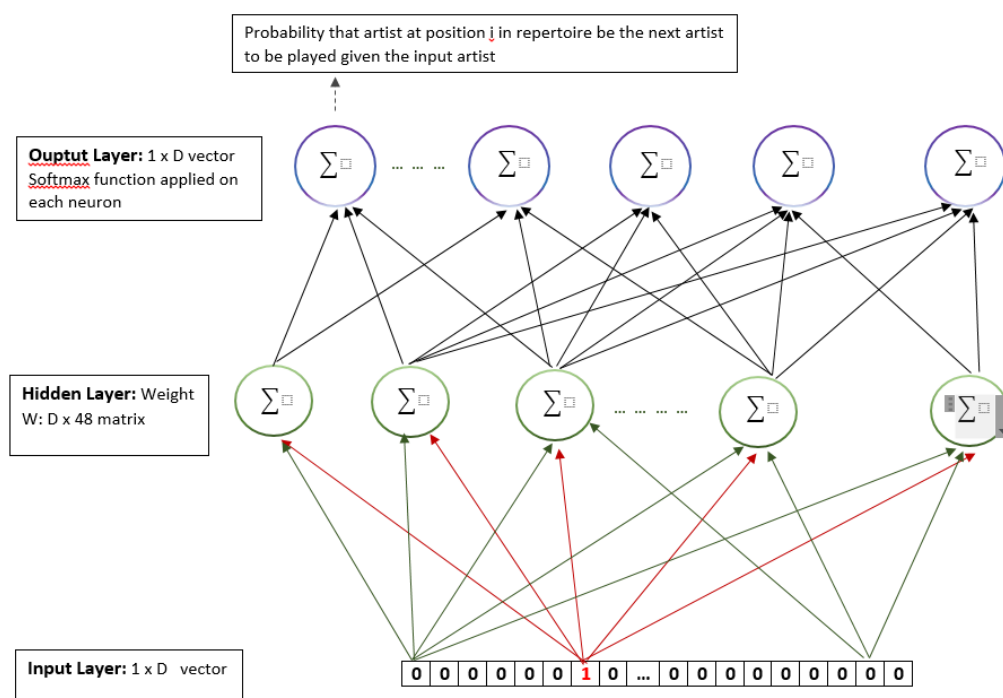 Probability that artist at position i in repertoire be the next artist
to be played given the input artist
Ouptut Layer: 1 x D vector
Softmax function applied on
each neuron
∑ ... ... ... ∑ ∑ ∑ ∑
Hidden Layer: Weight
W: D x 48 matrix
∑ ∑ ∑ ... ... ... ... ∑ ∑
Input Layer: 1 x D vector
0 0 0 0 0 0 1 0 ... 0 0 0 0 0 0 0 0 0